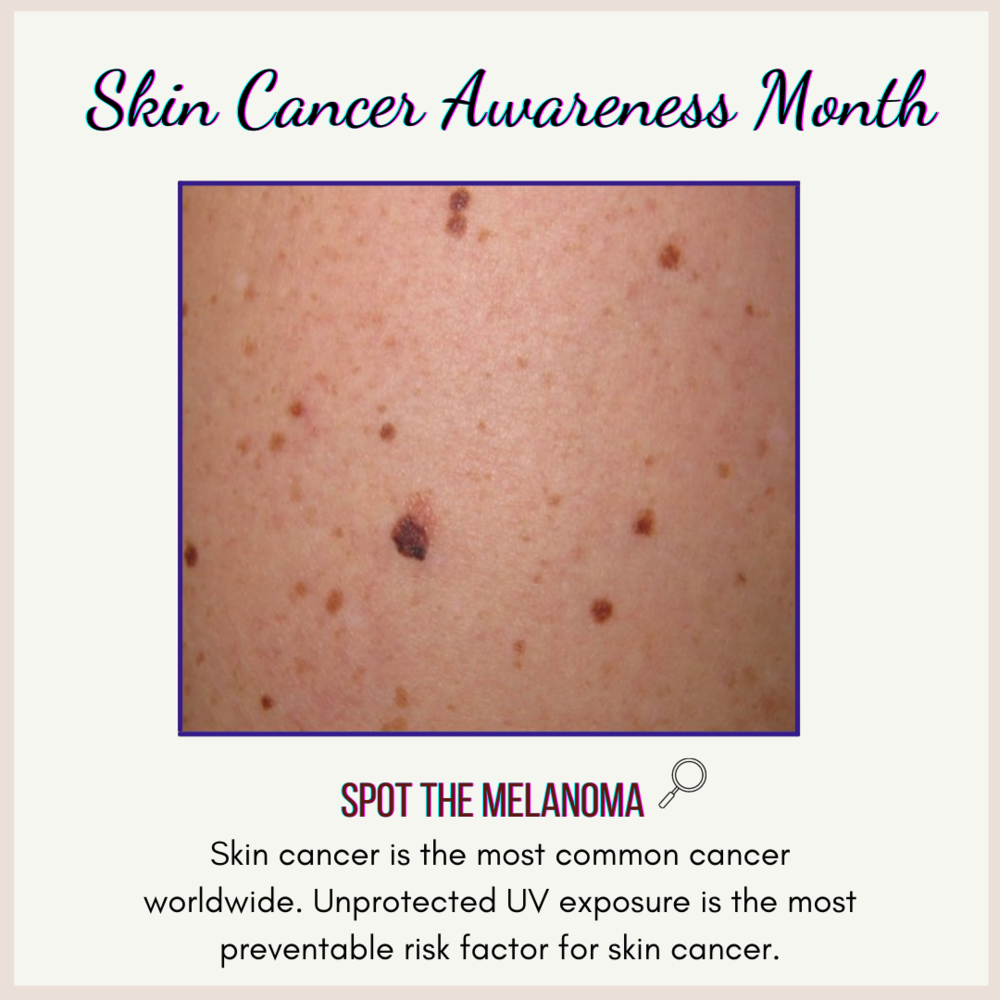 Skin Cancer Awareness Month
SPOT THE MELANOMA
Skin cancer is the most common cancer
worldwide. Unprotected UV exposure is the most
preventable risk factor for skin cancer.